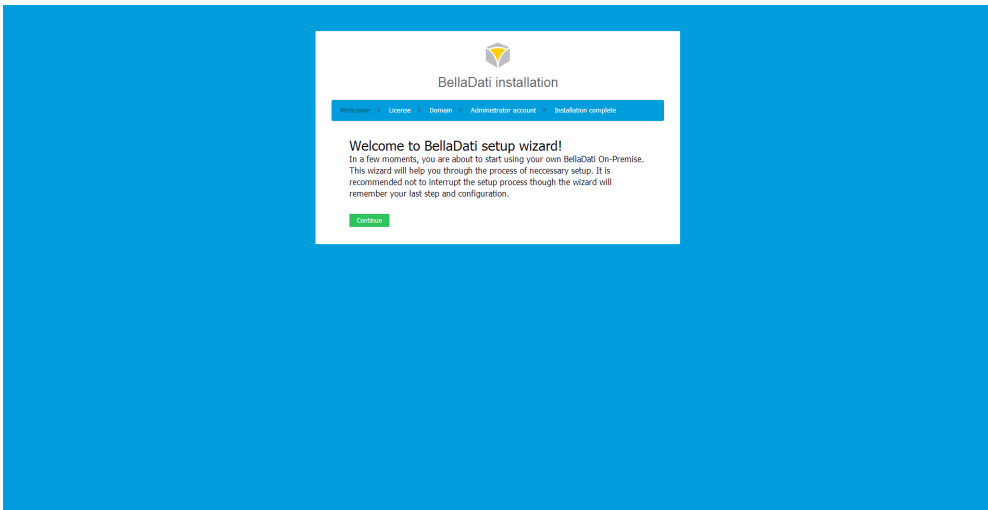 BellaDati installation
Welcome > License > Domain > Administrator account > Installation complete
Welcome to BellaDati setup wizard!
In a few moments, you are about to start using your own BellaDati On-Premise.
This wizard will help you through the process of neccessary setup. It is
recommended not to interrupt the setup process though the wizard will
remember your last step and configuration.
Continue